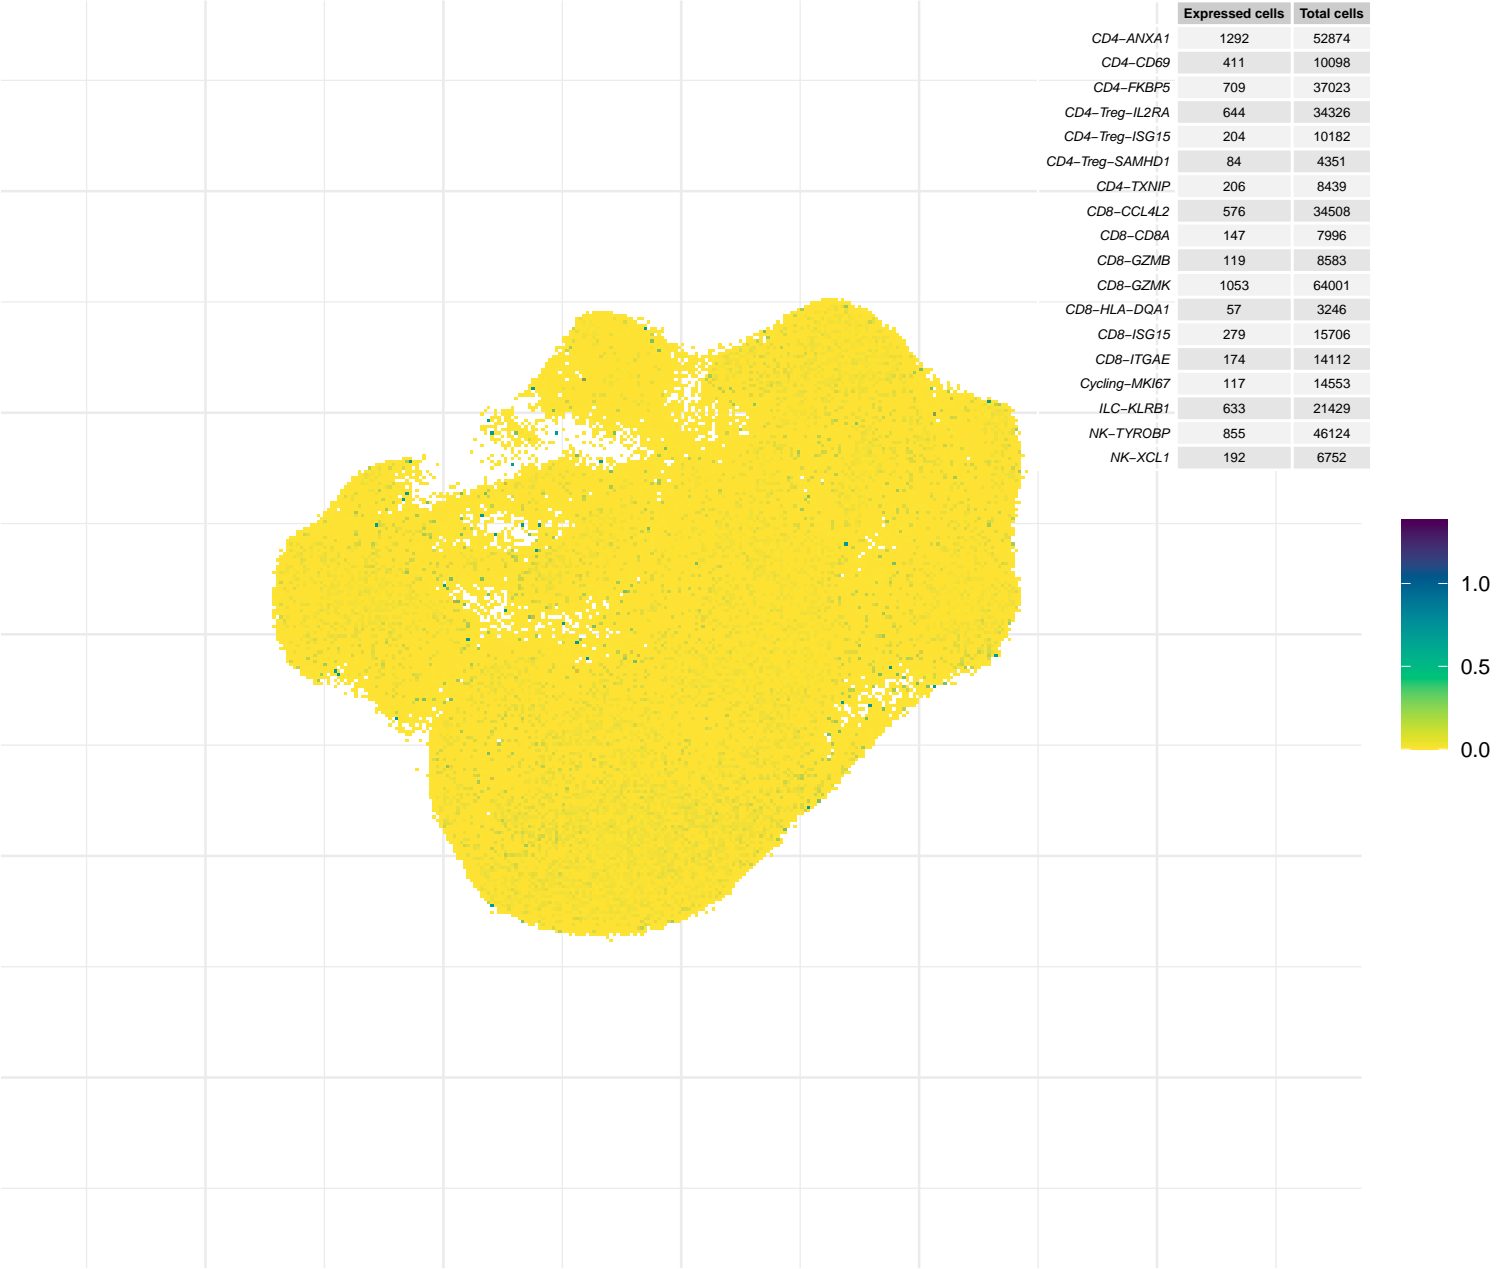 Expressed cells Total cells
CD4−ANXA1 1292 52874
CD4−CD69 411 10098
CD4−FKBP5 709 37023
CD4−Treg−IL2RA 644 34326
CD4−Treg−ISG15 204 10182
CD4−Treg−SAMHD1 84 4351
CD4−TXNIP 206 8439
CD8−CCL4L2 576 34508
CD8−CD8A 147 7996
CD8−GZMB 119 8583
CD8−GZMK 1053 64001
CD8−HLA−DQA1 57 3246
CD8−ISG15 279 15706
CD8−ITGAE 174 14112
Cycling−MKI67 117 14553
ILC−KLRB1 633 21429
NK−TYROBP 855 46124
NK−XCL1 192 6752
1.0
0.5
0.0